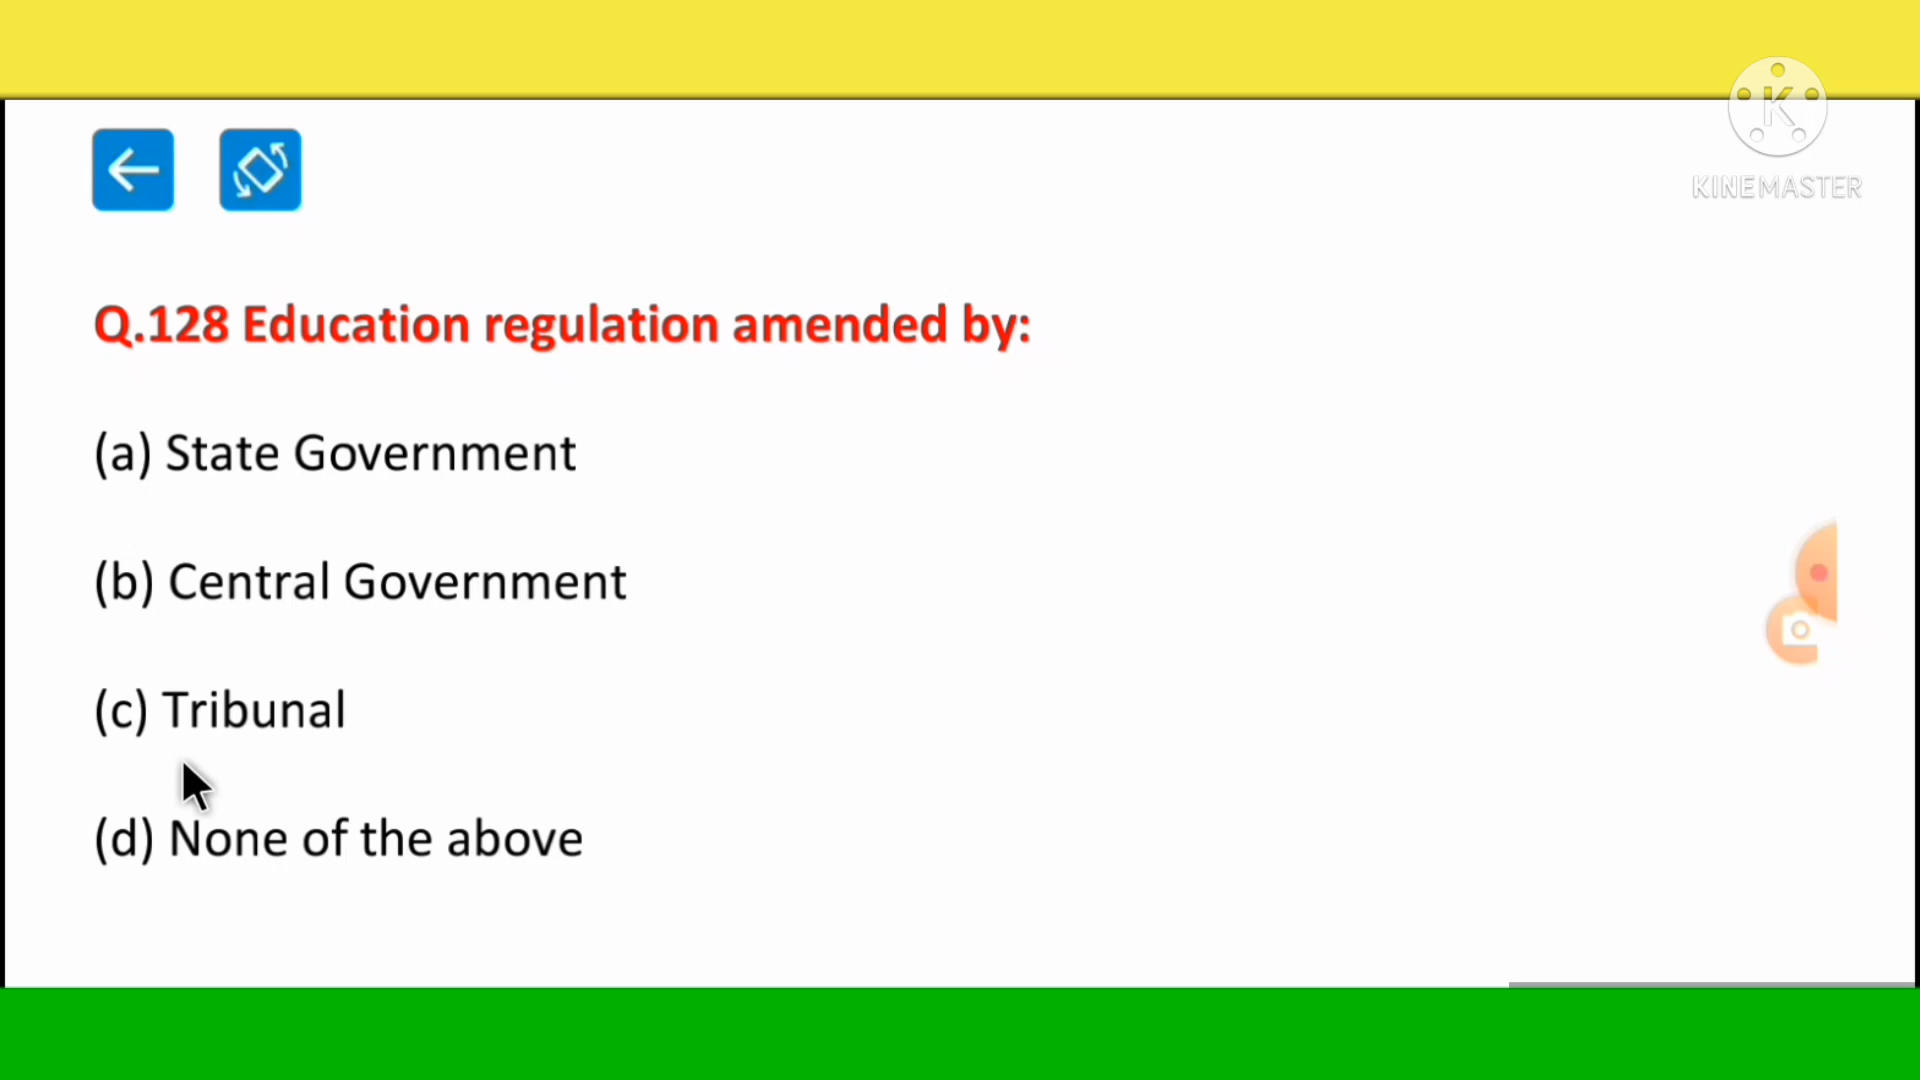 K
KINEMASTER
Q.128 Education regulation amended by:
(a) State Government
(b) Central Government
(c) Tribunal
(d) None of the above